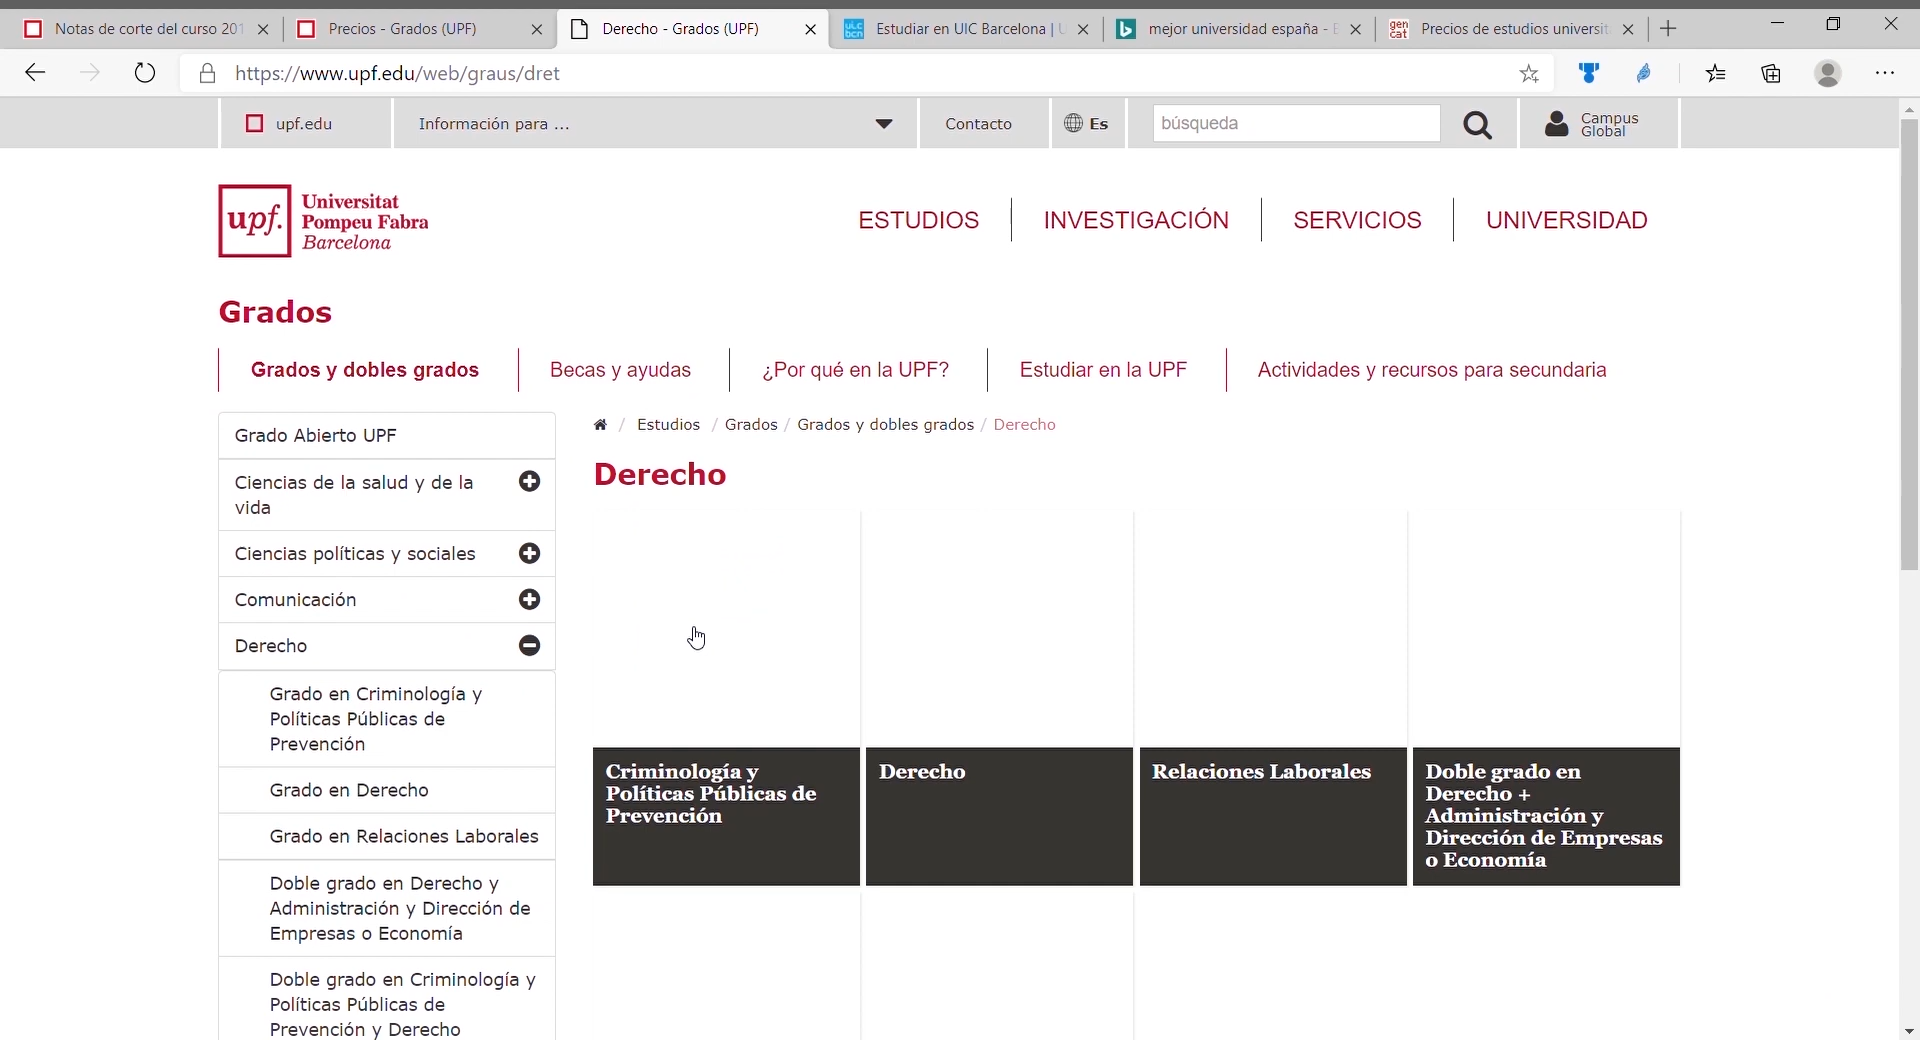 Notas de corte del curso 201
Precios - Grados (UPF)
Derecho - Grados (UPF)
Estudiar en UIC Barcelona | U
mejor universidad españa - B
Precios de estudios universit
https://www.upf.edu/web/graus/dret
upf.edu
Información para ...
Contacto
Es
búsqueda
Campus
Global
upf.
Universitat
Pompeu Fabra
Barcelona
ESTUDIOS
INVESTIGACIÓN
SERVICIOS
UNIVERSIDAD
Grados
Grados y dobles grados
Becas y ayudas
¿Por qué en la UPF?
Estudiar en la UPF
Actividades y recursos para secundaria
Grado Abierto UPF
Ciencias de la salud y de la
vida
Ciencias políticas y sociales
Comunicación
Derecho
Grado en Criminología y
Políticas Públicas de
Prevención
Grado en Derecho
Grado en Relaciones Laborales
Doble grado en Derecho y
Administración y Dirección de
Empresas o Economía
Doble grado en Criminología y
Políticas Públicas de
Prevención y Derecho
/ Estudios / Grados / Grados y dobles grados / Derecho
Derecho
Criminología y
Políticas Públicas de
Prevención
Derecho
Relaciones Laborales
Doble grado en
Derecho +
Administración y
Dirección de Empresas
o Economía